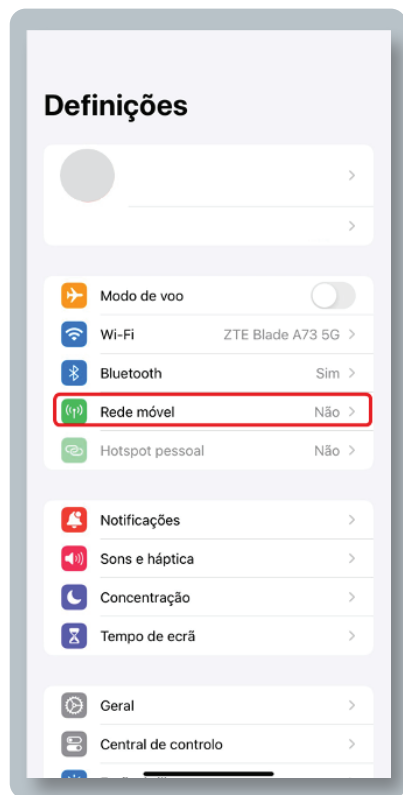 Definições
Modo de voo
Wi-Fi ZTE Blade A73 5G
Bluetooth Sim
Rede móvel Não
Hotspot pessoal Não
Notificações
Sons e háptica
Concentração
Tempo de ecrã
Geral
Central de controlo